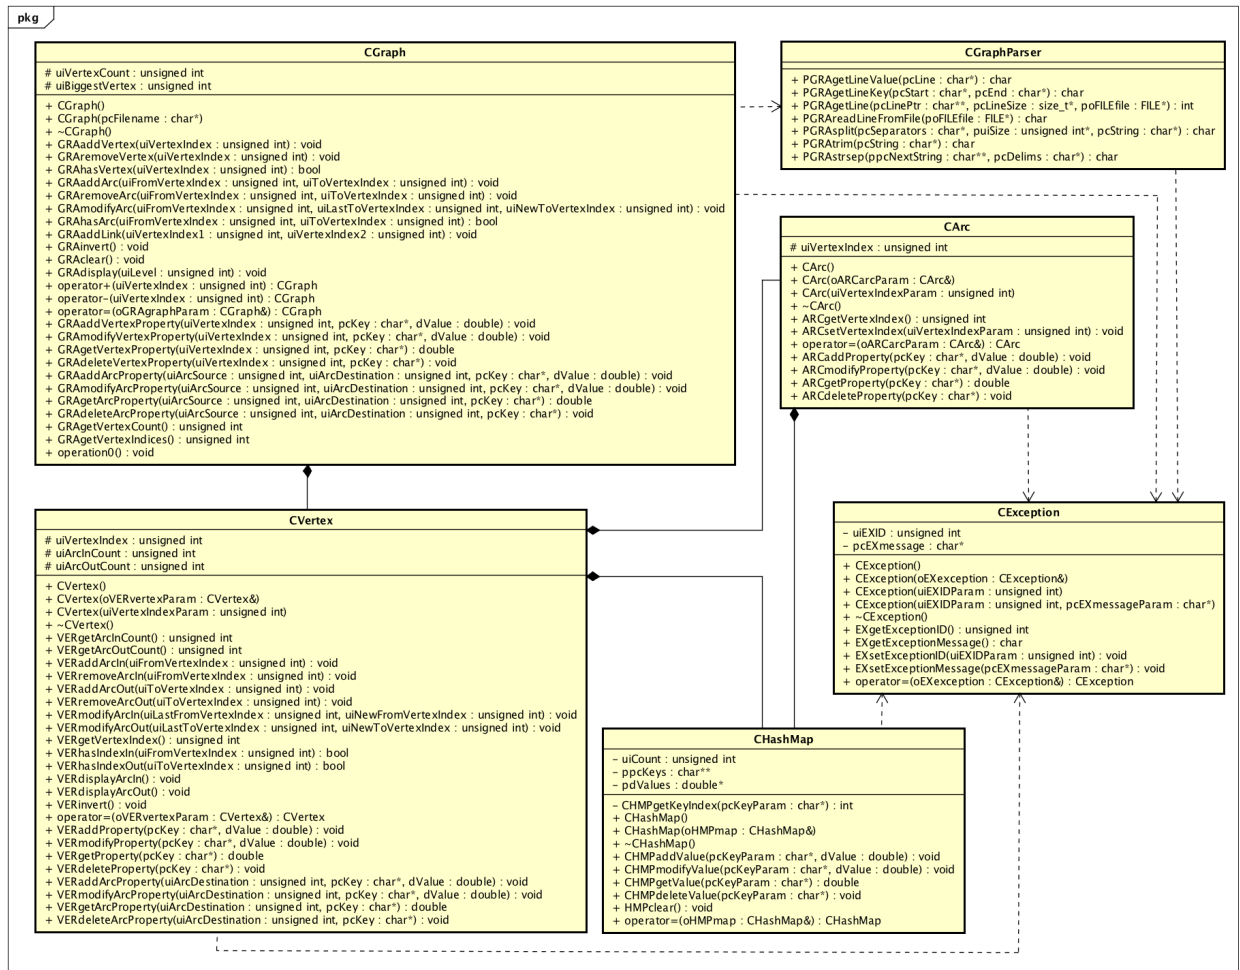 pkg
CGraph
# uiVertexCount : unsigned int
# uiBiggestVertex : unsigned int
+ CGraph()
+ CGraph(pcFilename : char*)
+ ~CGraph()
+ GRAaddVertex(uiVertexIndex : unsigned int) : void
+ GRAremoveVertex(uiVertexIndex : unsigned int) : void
+ GRAhasVertex(uiVertexIndex : unsigned int) : bool
+ GRAaddArc(uiFromVertexIndex : unsigned int, uiToVertexIndex : unsigned int) : void
+ GRAremoveArc(uiFromVertexIndex : unsigned int, uiToVertexIndex : unsigned int) : void
+ GRAmodifyArc(uiFromVertexIndex : unsigned int, uiLastToVertexIndex : unsigned int, uiNewToVertexIndex : unsigned int) : void
+ GRAhasArc(uiFromVertexIndex : unsigned int, uiToVertexIndex : unsigned int) : bool
+ GRAaddLink(uiVertexIndex1 : unsigned int, uiVertexIndex2 : unsigned int) : void
+ GRAinvert() : void
+ GRAclear() : void
+ GRAdisplay(uiLevel : unsigned int) : void
+ operator+(uiVertexIndex : unsigned int) : CGraph
+ operator-(uiVertexIndex : unsigned int) : CGraph
+ operator=(oGRAgraphParam : CGraph&) : CGraph
+ GRAaddVertexProperty(uiVertexIndex : unsigned int, pcKey : char*, dValue : double) : void
+ GRAmodifyVertexProperty(uiVertexIndex : unsigned int, pcKey : char*, dValue : double) : void
+ GRAgetVertexProperty(uiVertexIndex : unsigned int, pcKey : char*) : double
+ GRAdeleteVertexProperty(uiVertexIndex : unsigned int, pcKey : char*) : void
+ GRAaddArcProperty(uiArcSource : unsigned int, uiArcDestination : unsigned int, pcKey : char*, dValue : double) : void
+ GRAmodifyArcProperty(uiArcSource : unsigned int, uiArcDestination : unsigned int, pcKey : char*, dValue : double) : void
+ GRAgetArcProperty(uiArcSource : unsigned int, uiArcDestination : unsigned int, pcKey : char*) : double
+ GRAdeleteArcProperty(uiArcSource : unsigned int, uiArcDestination : unsigned int, pcKey : char*) : void
+ GRAgetVertexCount() : unsigned int
+ GRAgetVertexIndices() : unsigned int
+ operation0() : void
CGraphParser
+ PGRAgetLineValue(pcLine : char*) : char
+ PGRAgetLineKey(pcStart : char*, pcEnd : char*) : char
+ PGRAgetLine(pcLinePtr : char**, pcLineSize : size_t*, poFILEfile : FILE*) : int
+ PGRAreadLineFromFile(poFILEfile : FILE*) : char
+ PGRAsplit(pcSeparators : char*, puiSize : unsigned int*, pcString : char*) : char
+ PGRAtrim(pcString : char*) : char
+ PGRAstrsep(ppcNextString : char**, pcDelims : char*) : char
CArc
# uiVertexIndex : unsigned int
+ CArc()
+ CArc(oARCarcParam : CArc&)
+ CArc(uiVertexIndexParam : unsigned int)
+ ~CArc()
+ ARCgetVertexIndex() : unsigned int
+ ARCsetVertexIndex(uiVertexIndexParam : unsigned int) : void
+ operator=(oARCarcParam : CArc&) : CArc
+ ARCaddProperty(pcKey : char*, dValue : double) : void
+ ARCmodifyProperty(pcKey : char*, dValue : double) : void
+ ARCgetProperty(pcKey : char*) : double
+ ARCdeleteProperty(pcKey : char*) : void
CVertex
# uiVertexIndex : unsigned int
# uiArcInCount : unsigned int
# uiArcOutCount : unsigned int
+ CVertex()
+ CVertex(oVERvertexParam : CVertex&)
+ CVertex(uiVertexIndexParam : unsigned int)
+ ~CVertex()
+ VERgetArcInCount() : unsigned int
+ VERgetArcOutCount() : unsigned int
+ VERaddArcIn(uiFromVertexIndex : unsigned int) : void
+ VERremoveArcIn(uiFromVertexIndex : unsigned int) : void
+ VERaddArcOut(uiToVertexIndex : unsigned int) : void
+ VERremoveArcOut(uiToVertexIndex : unsigned int) : void
+ VERmodifyArcIn(uiLastFromVertexIndex : unsigned int, uiNewFromVertexIndex : unsigned int) : void
+ VERmodifyArcOut(uiLastToVertexIndex : unsigned int, uiNewToVertexIndex : unsigned int) : void
+ VERgetVertexIndex() : unsigned int
+ VERhasIndexIn(uiFromVertexIndex : unsigned int) : bool
+ VERhasIndexOut(uiToVertexIndex : unsigned int) : bool
+ VERdisplayArcIn() : void
+ VERdisplayArcOut() : void
+ VERinvert() : void
+ operator=(oVERvertexParam : CVertex&) : CVertex
+ VERaddProperty(pcKey : char*, dValue : double) : void
+ VERmodifyProperty(pcKey : char*, dValue : double) : void
+ VERgetProperty(pcKey : char*) : double
+ VERdeleteProperty(pcKey : char*) : void
+ VERaddArcProperty(uiArcDestination : unsigned int, pcKey : char*, dValue : double) : void
+ VERmodifyArcProperty(uiArcDestination : unsigned int, pcKey : char*, dValue : double) : void
+ VERgetArcProperty(uiArcDestination : unsigned int, pcKey : char*) : double
+ VERdeleteArcProperty(uiArcDestination : unsigned int, pcKey : char*) : void
CException
- uiEXID : unsigned int
- pcEXmessage : char*
+ CException()
+ CException(oEXexception : CException&)
+ CException(uiEXIDParam : unsigned int)
+ CException(uiEXIDParam : unsigned int, pcEXmessageParam : char*)
+ ~CException()
+ EXgetExceptionID() : unsigned int
+ EXgetExceptionMessage() : char
+ EXsetExceptionID(uiEXIDParam : unsigned int) : void
+ EXsetExceptionMessage(pcEXmessageParam : char*) : void
+ operator=(oEXexception : CException&) : CException
CHashMap
- uiCount : unsigned int
- ppcKeys : char**
- pdValues : double*
- CHMPgetKeyIndex(pcKeyParam : char*) : int
+ CHashMap()
+ CHashMap(oHMPmap : CHashMap&)
+ ~CHashMap()
+ CHMPaddValue(pcKeyParam : char*, dValue : double) : void
+ CHMPmodifyValue(pcKeyParam : char*, dValue : double) : void
+ CHMPgetValue(pcKeyParam : char*) : double
+ CHMPdeleteValue(pcKeyParam : char*) : void
+ HMPclear() : void
+ operator=(oHMPmap : CHashMap&) : CHashMap